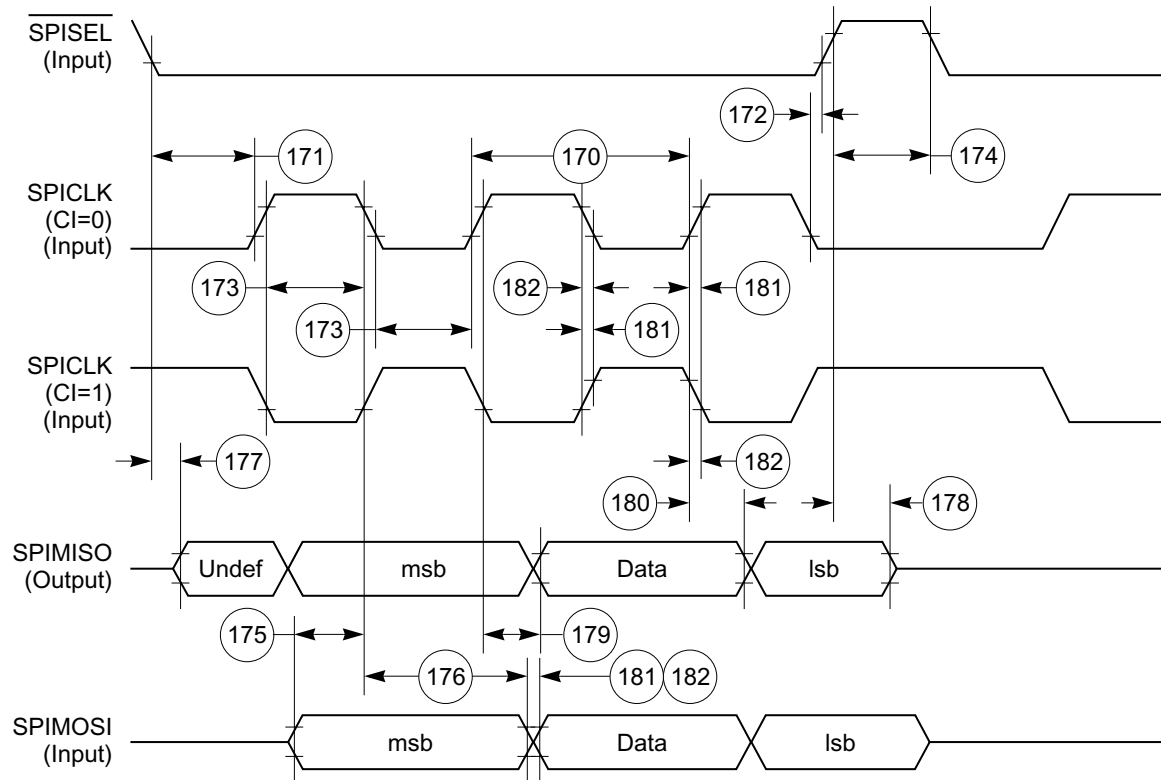 SPISEL
(Input)
172
171
170
174
SPICLK
(CI=0)
(Input)
173
182
181
173
181
SPICLK
(CI=1)
(Input)
177
182
180
178
SPIMISO
(Output)
Undef
msb
Data
lsb
175
179
176
181
182
SPIMOSI
(Input)
msb
Data
lsb